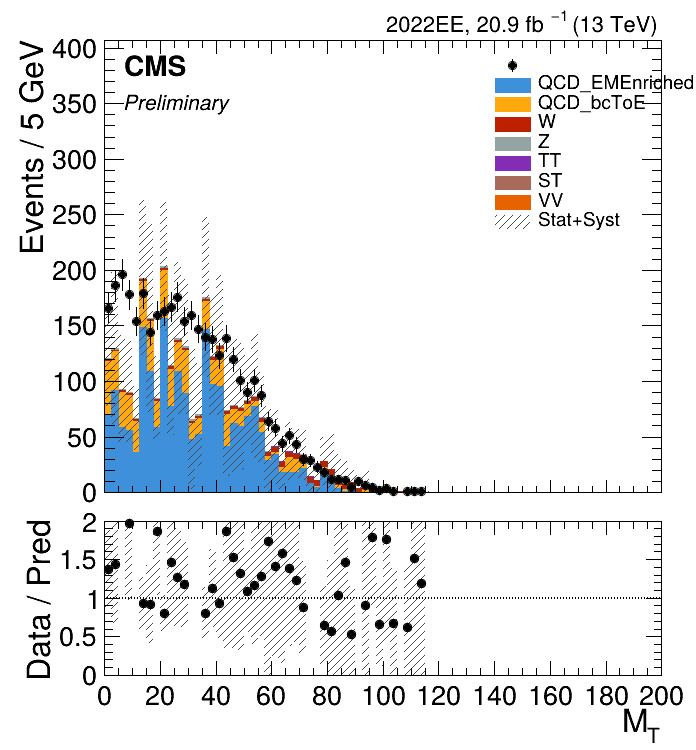 2022EE, 20.9 fb⁻¹ (13 TeV)
CMS
Preliminary
QCD_EMEnriched
QCD_bcToE
W
Z
TT
ST
VV
Stat+Syst
Events / 5 GeV
400
350
300
250
200
150
100
50
0
Data / Pred
2
1.5
1
0.5
0
0 20 40 60 80 100 120 140 160 180 200
M_T